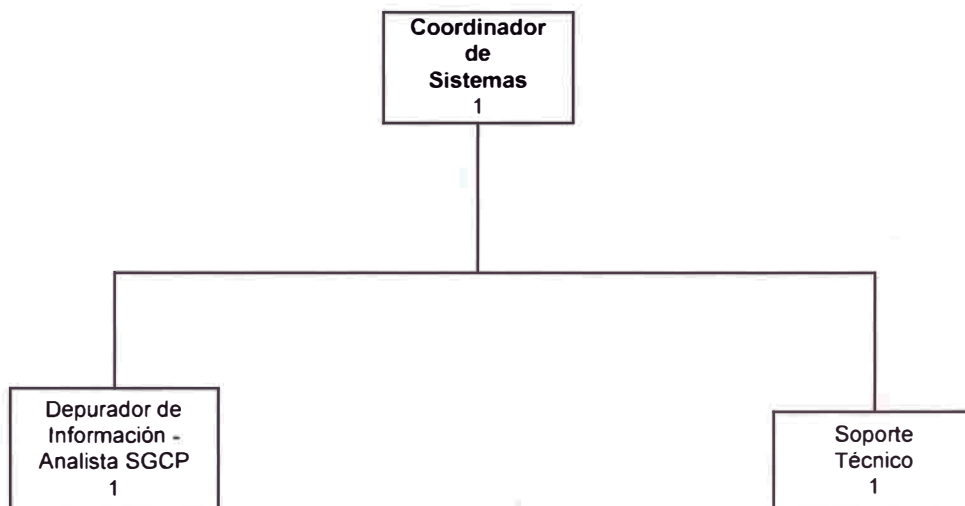 Coordinador
de
Sistemas
1
Depurador de
Información -
Analista SGCP
1
Soporte
Técnico
1